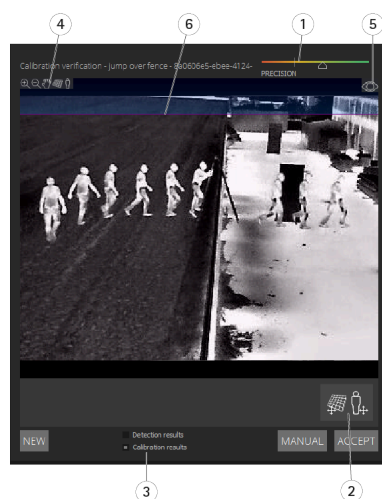 6
1
4
5
Calibration verification - jump over fence - 8a0606e5-ebee-4124-
PRECISION
Detection results
Calibration results
NEW
MANUAL
ACCEPT
3
2